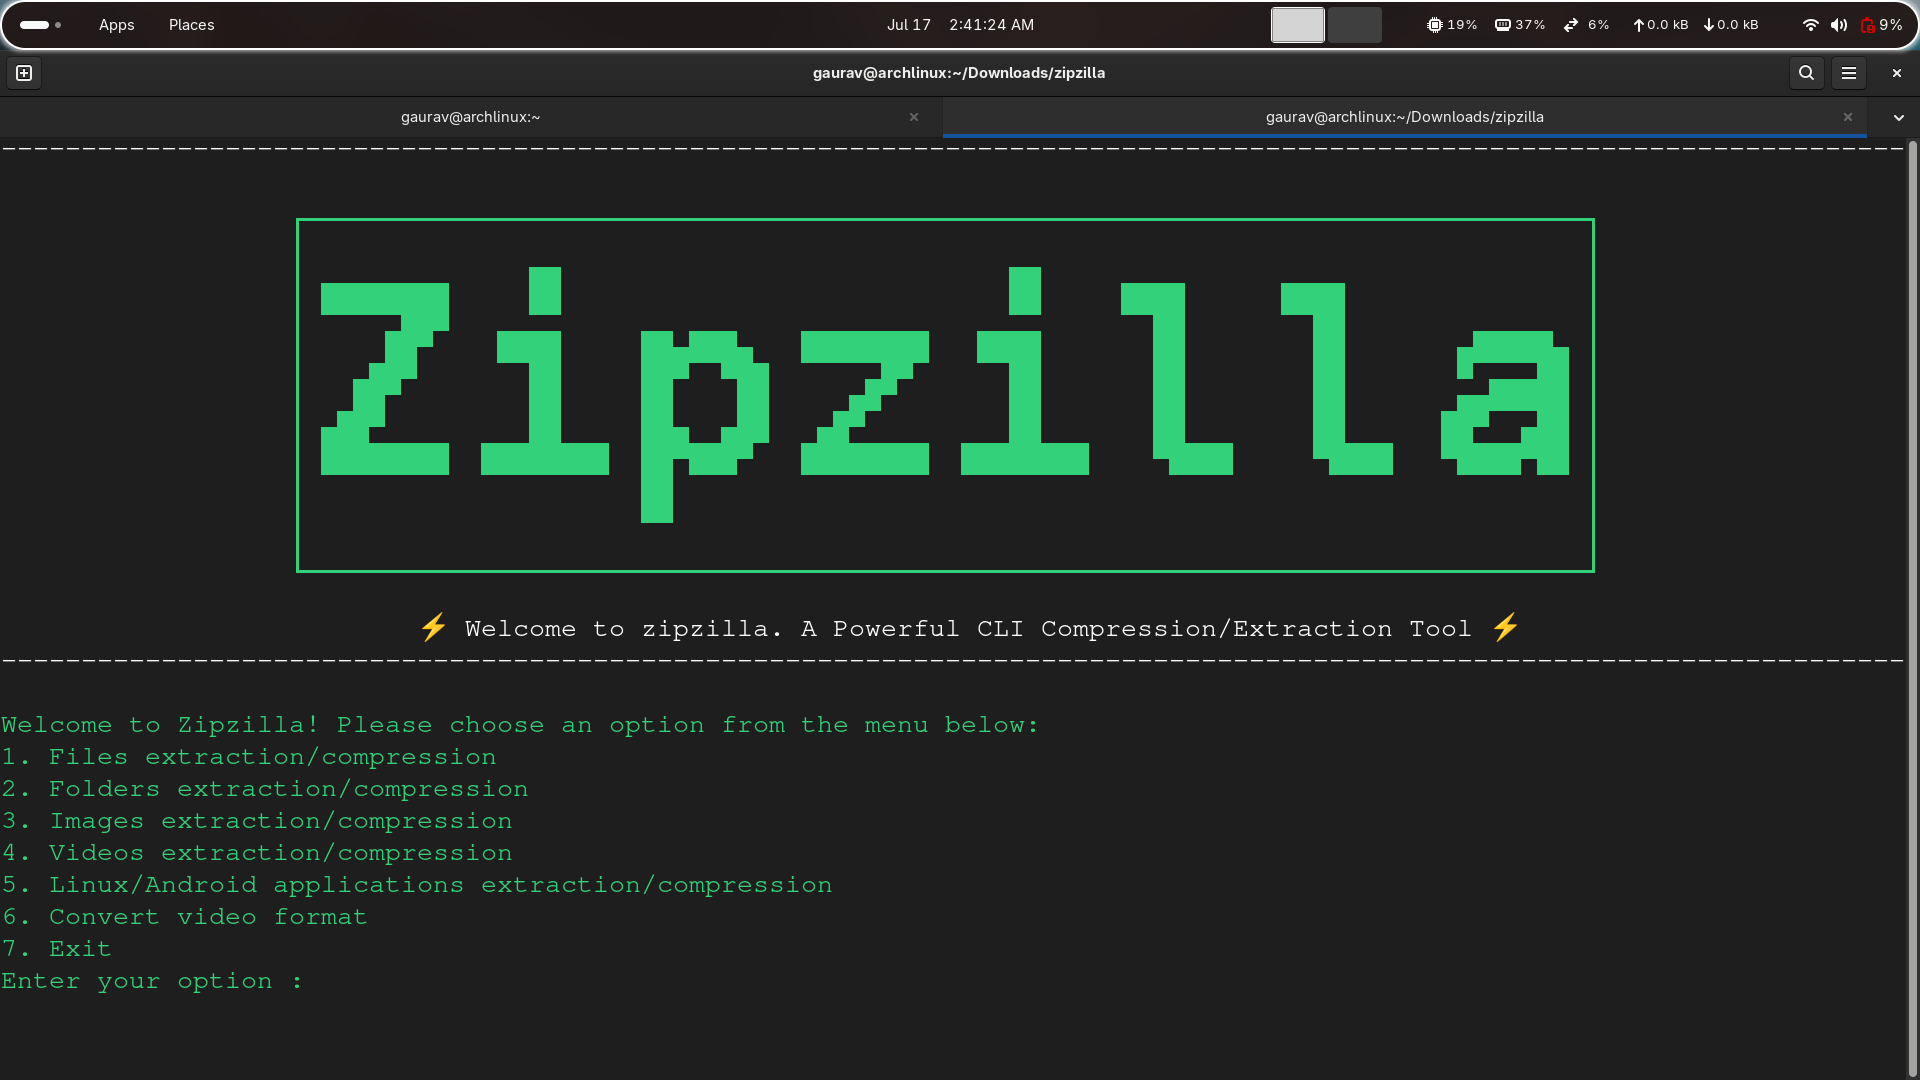 Apps Places Jul 17 2:41:24 AM 19% 37% 6% 0.0 kB 0.0 kB 9%
gaurav@archlinux:~/Downloads/zipzilla
gaurav@archlinux:~ gaurav@archlinux:~/Downloads/zipzilla
Zipzilla
⚡ Welcome to zipzilla. A Powerful CLI Compression/Extraction Tool ⚡
Welcome to Zipzilla! Please choose an option from the menu below:
1. Files extraction/compression
2. Folders extraction/compression
3. Images extraction/compression
4. Videos extraction/compression
5. Linux/Android applications extraction/compression
6. Convert video format
7. Exit
Enter your option :